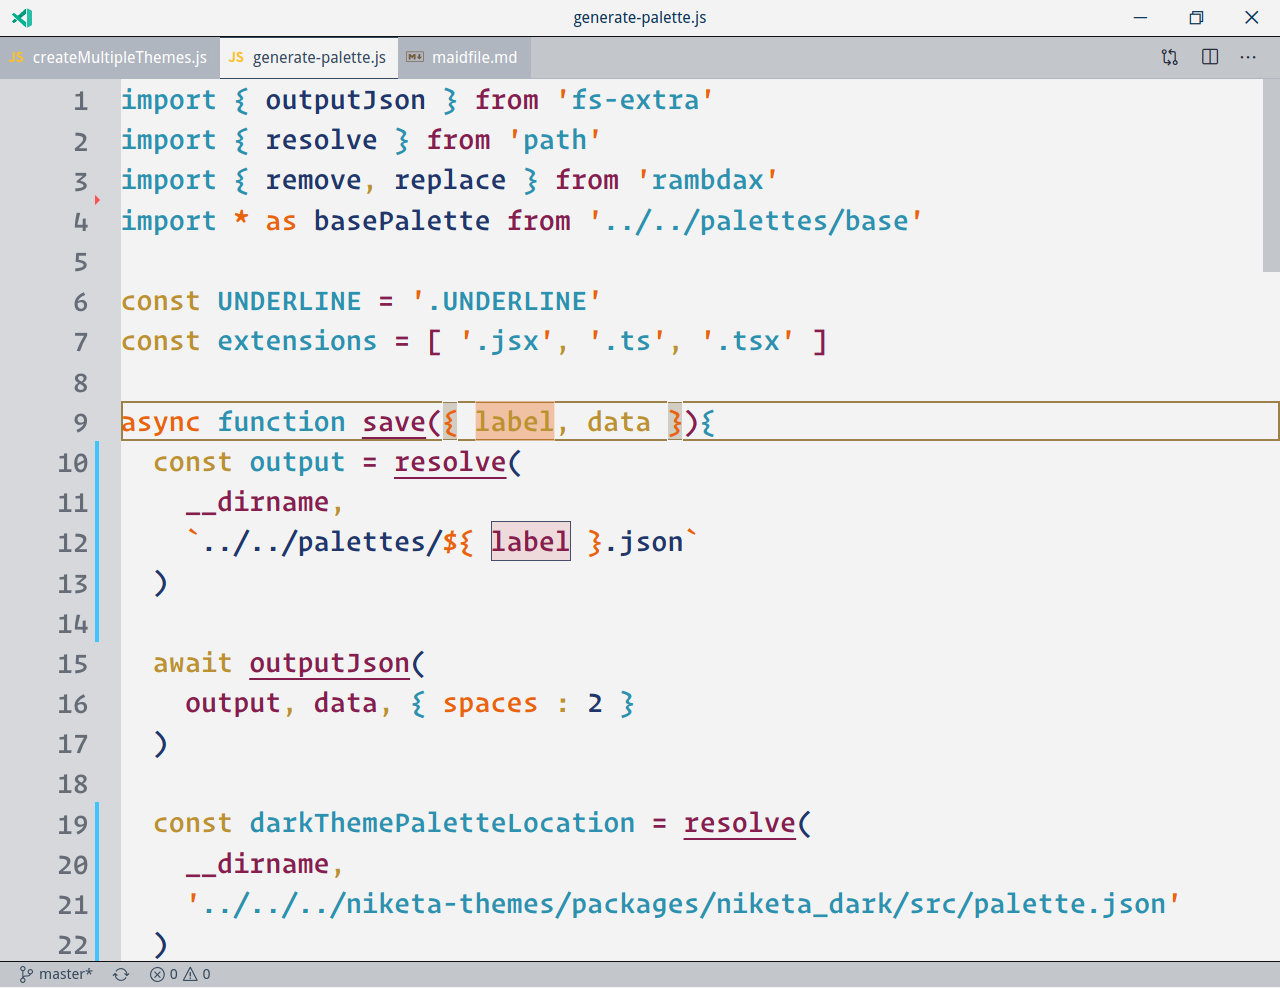 generate-palette.js
JS createMultipleThemes.js JS generate-palette.js M maidfile.md ...
1 import { outputJson } from 'fs-extra'
2 import { resolve } from 'path'
3 import { remove, replace } from 'rambdax'
4 import * as basePalette from '../../palettes/base'
5
6 const UNDERLINE = '.UNDERLINE'
7 const extensions = [ '.jsx', '.ts', '.tsx' ]
8
9 async function save({ label, data }){
10   const output = resolve(
11     __dirname,
12     `../../palettes/${ label }.json`
13   )
14
15   await outputJson(
16     output, data, { spaces : 2 }
17   )
18
19   const darkThemePaletteLocation = resolve(
20     __dirname,
21     '../../../niketa-themes/packages/niketa_dark/src/palette.json'
22   )
master* 0 0